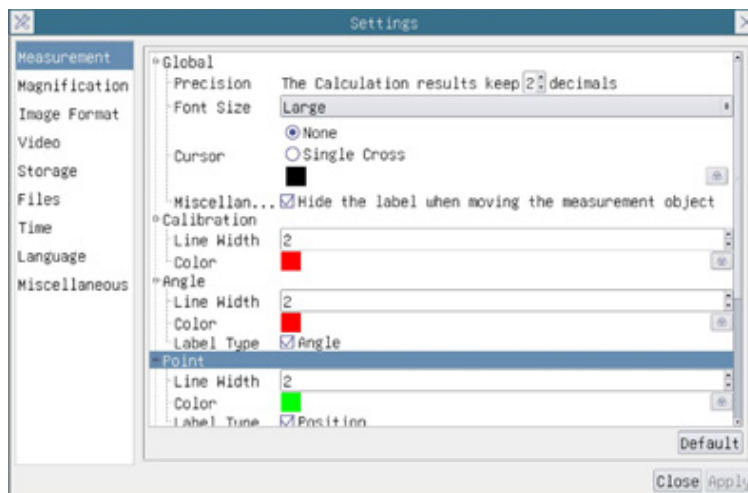 Settings
Measurement
Magnification
Image Format
Video
Storage
Files
Time
Language
Miscellaneous
Global
Precision The Calculation results keep 2 decimals
Font Size Large
None
Cursor Single Cross
Miscellan... Hide the label when moving the measurement object
Calibration
Line Width 2
Color
Angle
Line Width 2
Color
Label Type Angle
Point
Line Width 2
Color
Label Type Position
Default
Close Apply